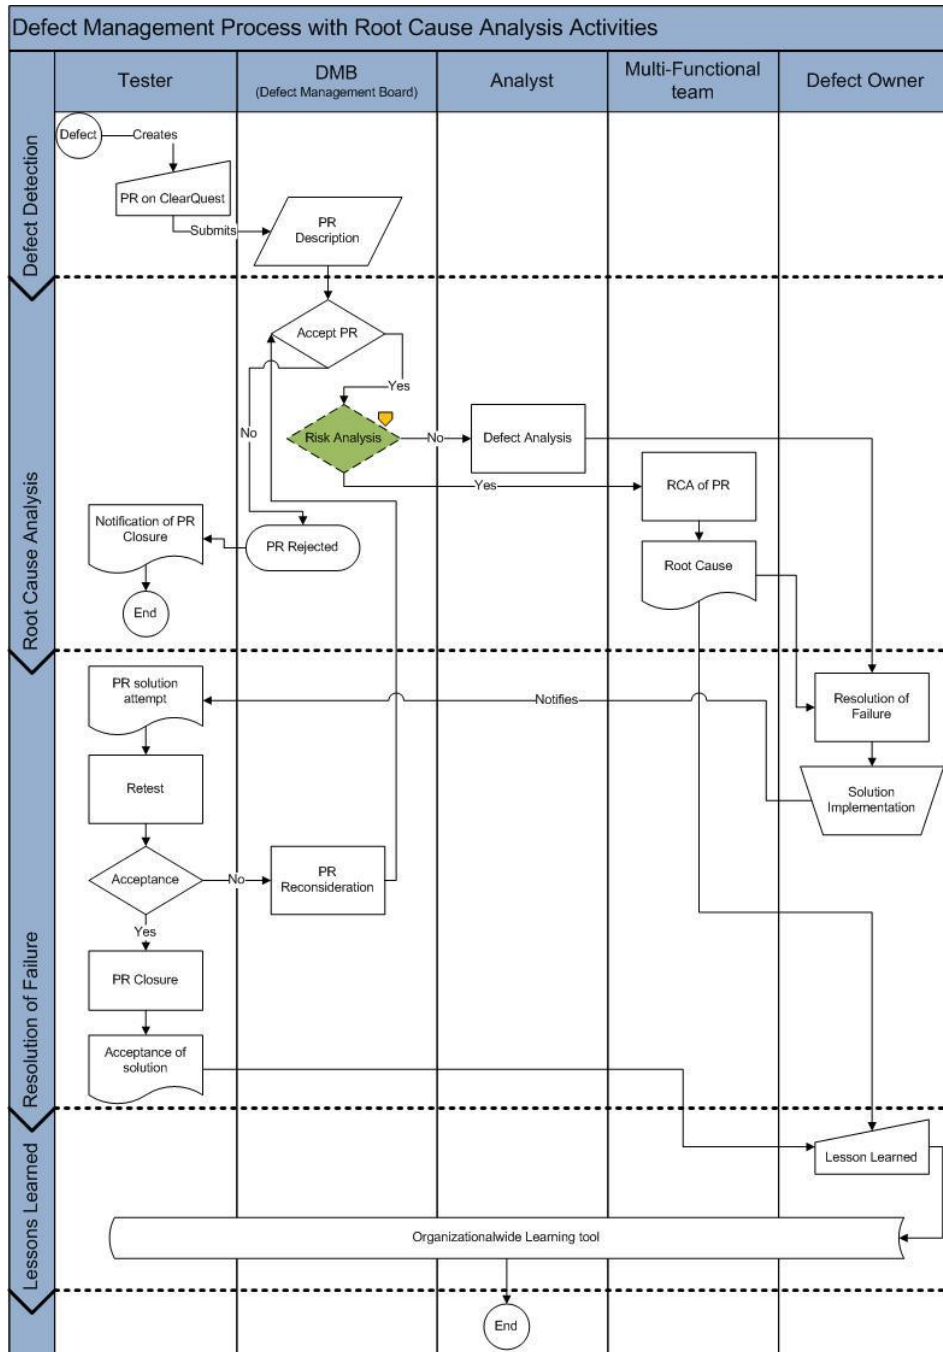 Defect Management Process with Root Cause Analysis Activities
Tester
DMB
(Defect Management Board)
Analyst
Multi-Functional
team
Defect Owner
Defect Detection
Defect
Creates
PR on ClearQuest
Submits
PR
Description
Root Cause Analysis
Accept PR
Yes
No
Risk Analysis
No
Defect Analysis
Yes
RCA of PR
Notification of PR
Closure
PR Rejected
Root Cause
End
Resolution of Failure
PR solution
attempt
Notifies
Resolution of
Failure
Retest
Solution
Implementation
Acceptance
No
PR
Reconsideration
Yes
PR Closure
Acceptance of
solution
Lessons Learned
Lesson Learned
Organizationalwide Learning tool
End